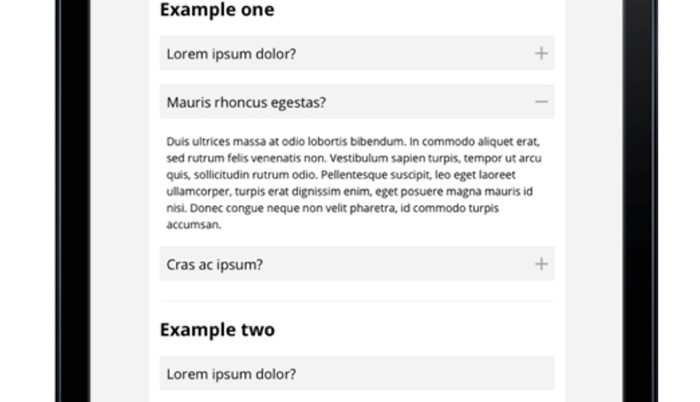 Example one
Lorem ipsum dolor?
Mauris rhoncus egestas?
Duis ultrices massa at odio lobortis bibendum. In commodo aliquet erat,
sed rutrum felis venenatis non. Vestibulum sapien turpis, tempor ut arcu
quis, sollicitudin rutrum odio. Pellentesque suscipit, leo eget laoreet
ullamcorper, turpis erat dignissim enim, eget posuere magna mauris id
nisi. Donec congue neque non velit pharetra, id commodo turpis
accumsan.
Cras ac ipsum?
Example two
Lorem ipsum dolor?